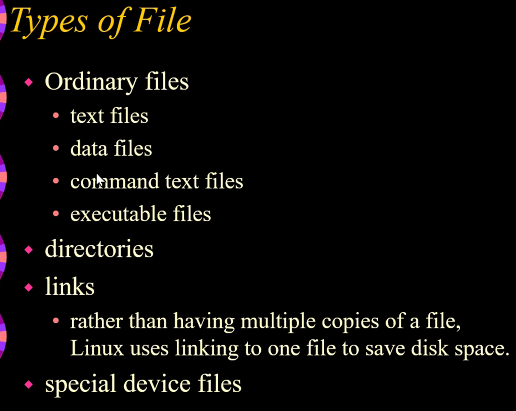 Types of File
Ordinary files
text files
data files
command text files
executable files
directories
links
rather than having multiple copies of a file,
Linux uses linking to one file to save disk space.
special device files